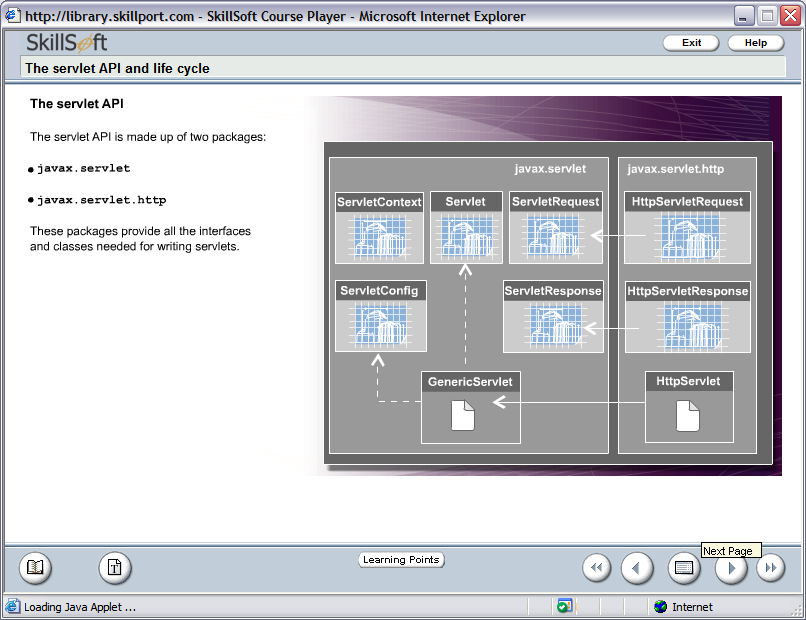 http://library.skillport.com - SkillSoft Course Player - Microsoft Internet Explorer
SkillSoft
Exit
Help
The servlet API and life cycle
The servlet API
The servlet API is made up of two packages:
javax.servlet
javax.servlet.http
These packages provide all the interfaces
and classes needed for writing servlets.
javax.servlet
javax.servlet.http
ServletContext
Servlet
ServletRequest
HttpServletRequest
ServletConfig
ServletResponse
HttpServletResponse
GenericServlet
HttpServlet
Learning Points
Next Page
T
Loading Java Applet ...
Internet